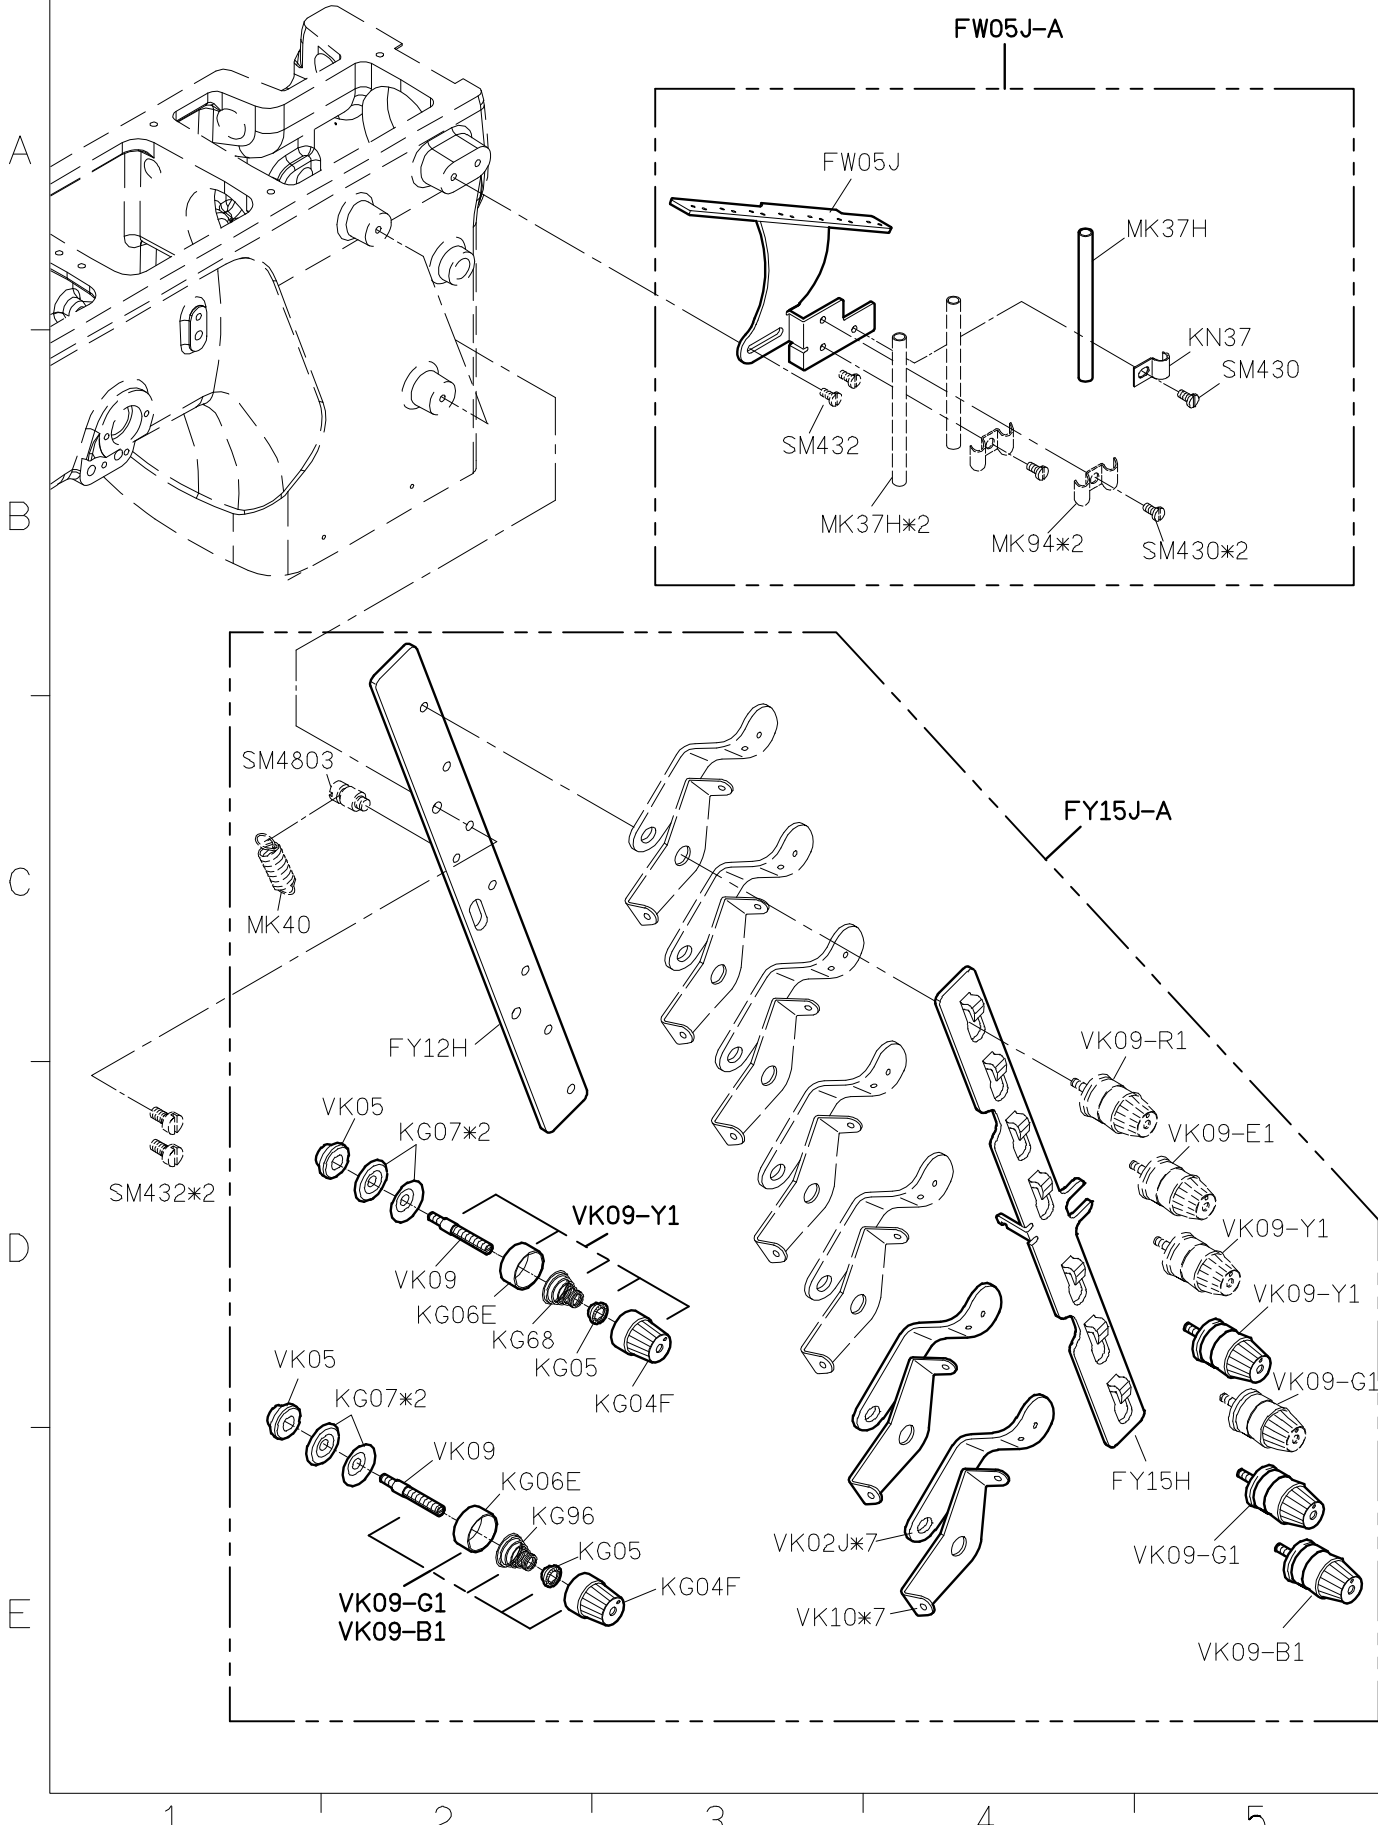 FW05J-A
A
FW05J
MK37H
KN37
SM430
SM432
B
MK37H*2
MK94*2
SM430*2
SM4803
FY15J-A
C
MK40
FY12H
VK09-R1
VK05
KG07*2
VK09-E1
SM432*2
VK09-Y1
VK09-Y1
D
VK09
KG06E
VK09-Y1
KG68
KG05
VK05
KG04F
VK09-G1
KG07*2
VK09
KG06E
FY15H
KG96
VK02J*7
KG05
VK09-G1
KG04F
VK09-G1
VK09-B1
E
VK10*7
VK09-B1
1
2
3
4
5